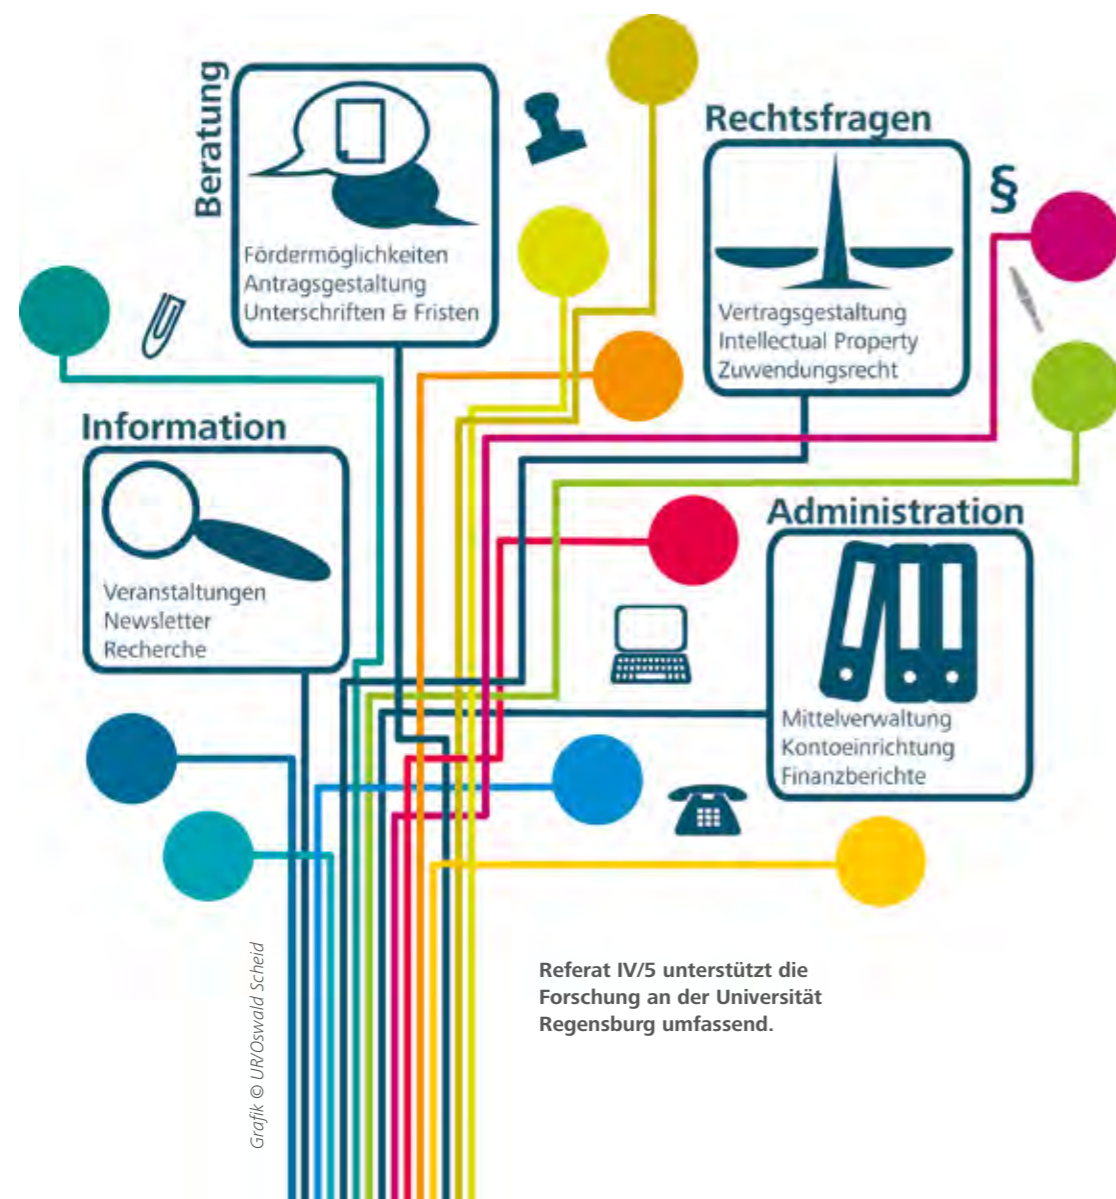 Beratung
Fördermöglichkeiten
Antragsgestaltung
Unterschriften & Fristen
Rechtsfragen
§
Vertragsgestaltung
Intellectual Property
Zuwendungsrecht
Information
Veranstaltungen
Newsletter
Recherche
Administration
Mittelverwaltung
Kontoeinrichtung
Finanzberichte
Grafik © UR/Oswald Scheid
Referat IV/5 unterstützt die
Forschung an der Universität
Regensburg umfassend.